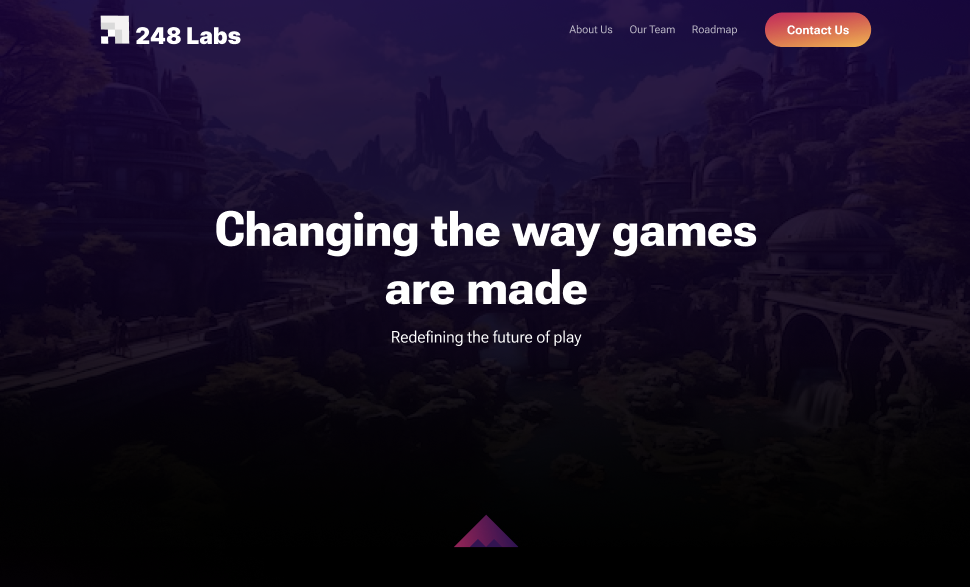 248 Labs
About Us
Our Team
Roadmap
Contact Us
Changing the way games
are made
Redefining the future of play